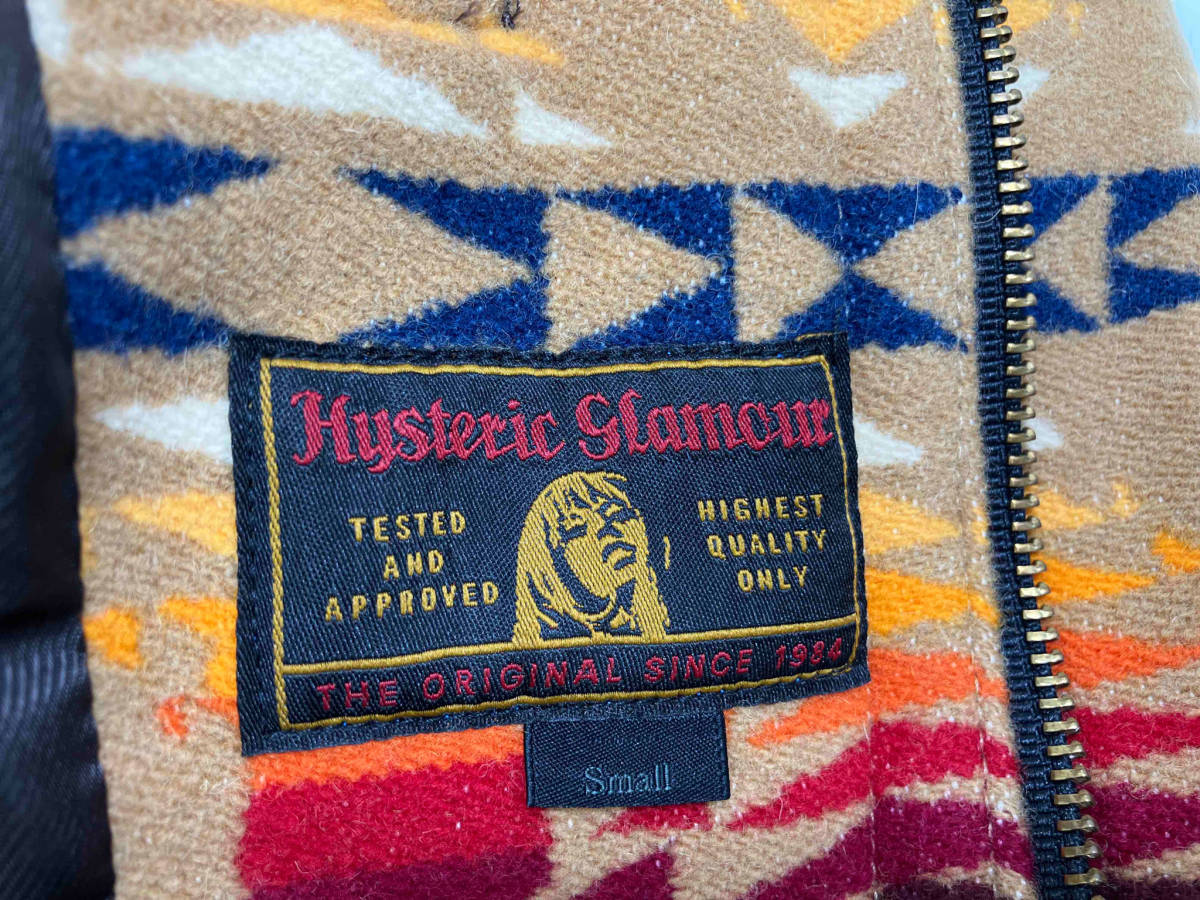 Hysteric Glamour
TESTED
AND
APPROVED
HIGHEST
QUALITY
ONLY
THE ORIGINAL SINCE 1984
Small